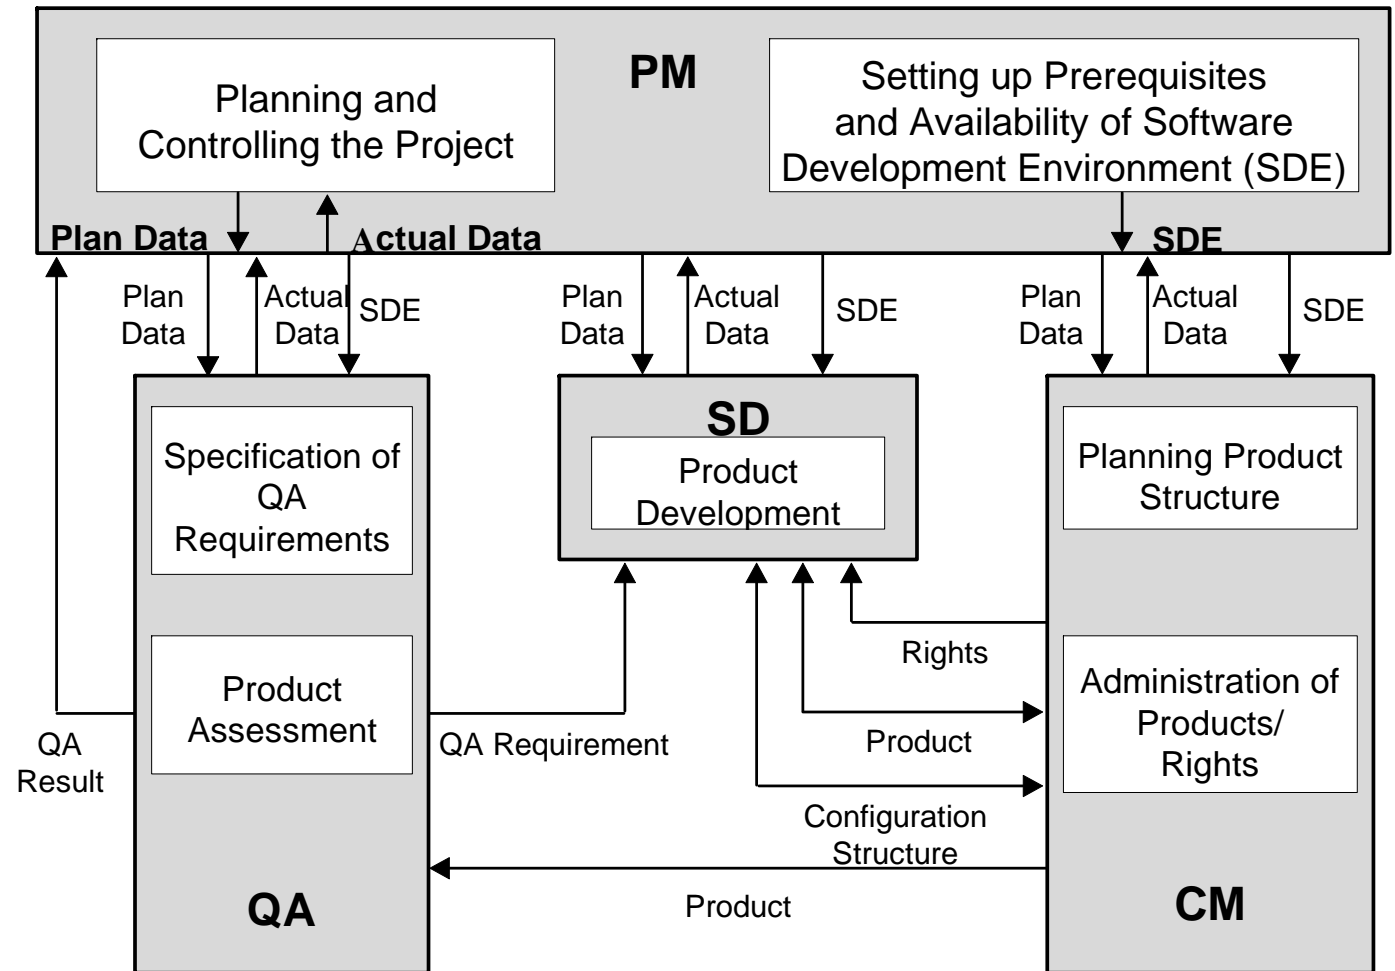 PM
Planning and
Controlling the Project
Setting up Prerequisites
and Availability of Software
Development Environment (SDE)
Plan Data
Actual Data
SDE
Plan
Data
Actual
Data
SDE
Plan
Data
Actual
Data
SDE
Plan
Data
Actual
Data
SDE
Specification of
QA
Requirements
SD
Product
Development
Planning Product
Structure
Product
Assessment
Rights
Administration of
Products/
Rights
QA
Result
QA Requirement
Product
Configuration
Structure
QA
Product
CM